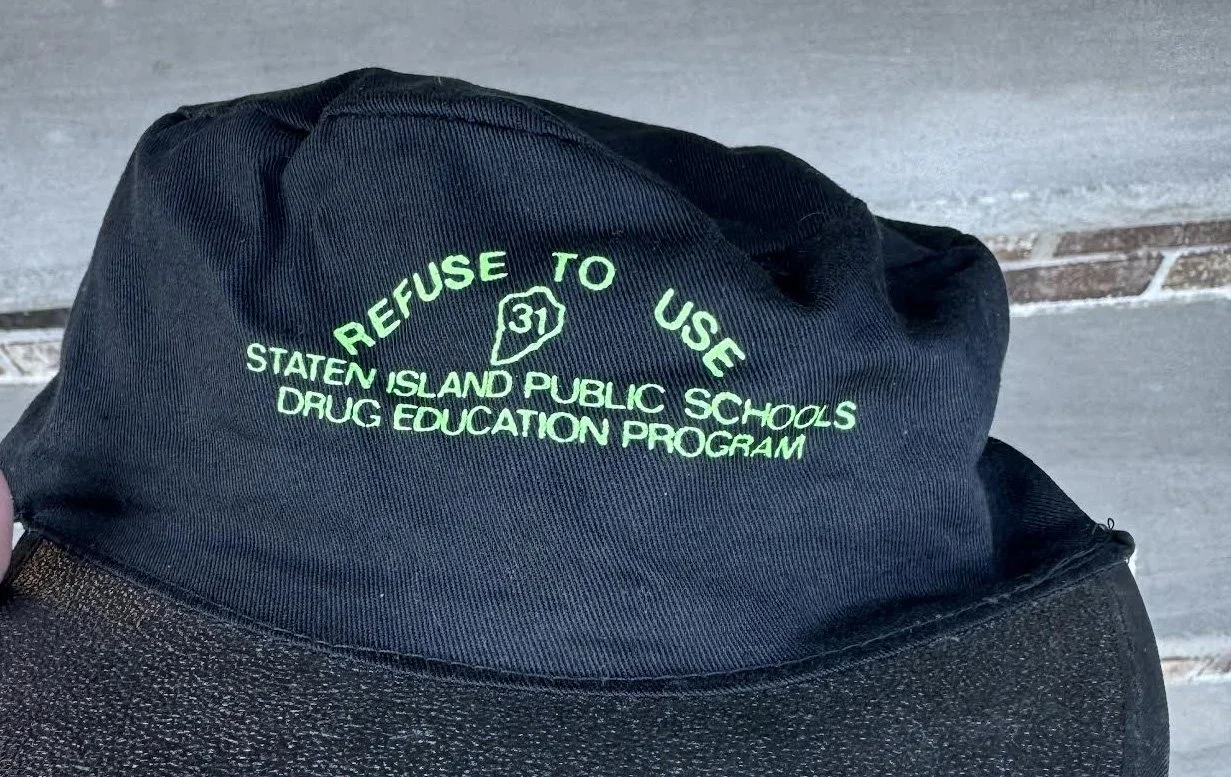 REFUSE TO USE
31
STATEN ISLAND PUBLIC SCHOOLS
DRUG EDUCATION PROGRAM